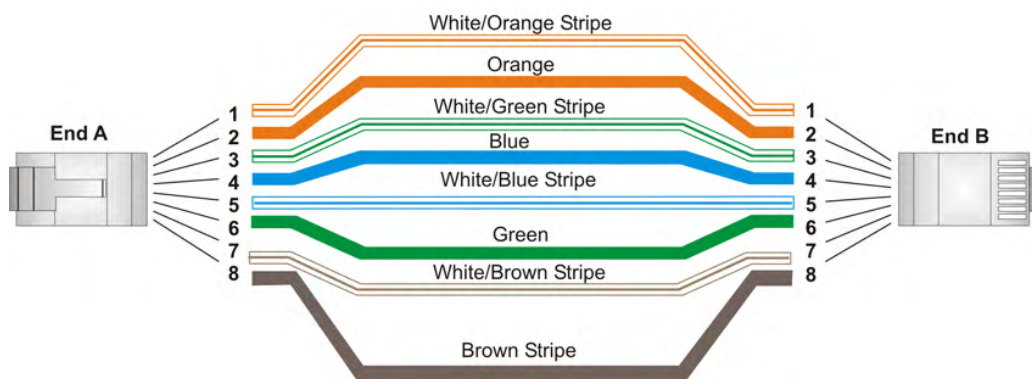 White/Orange Stripe
Orange
White/Green Stripe
Blue
White/Blue Stripe
Green
White/Brown Stripe
Brown Stripe
End A
1
2
3
4
5
6
7
8
1
2
3
4
5
6
7
8
End B